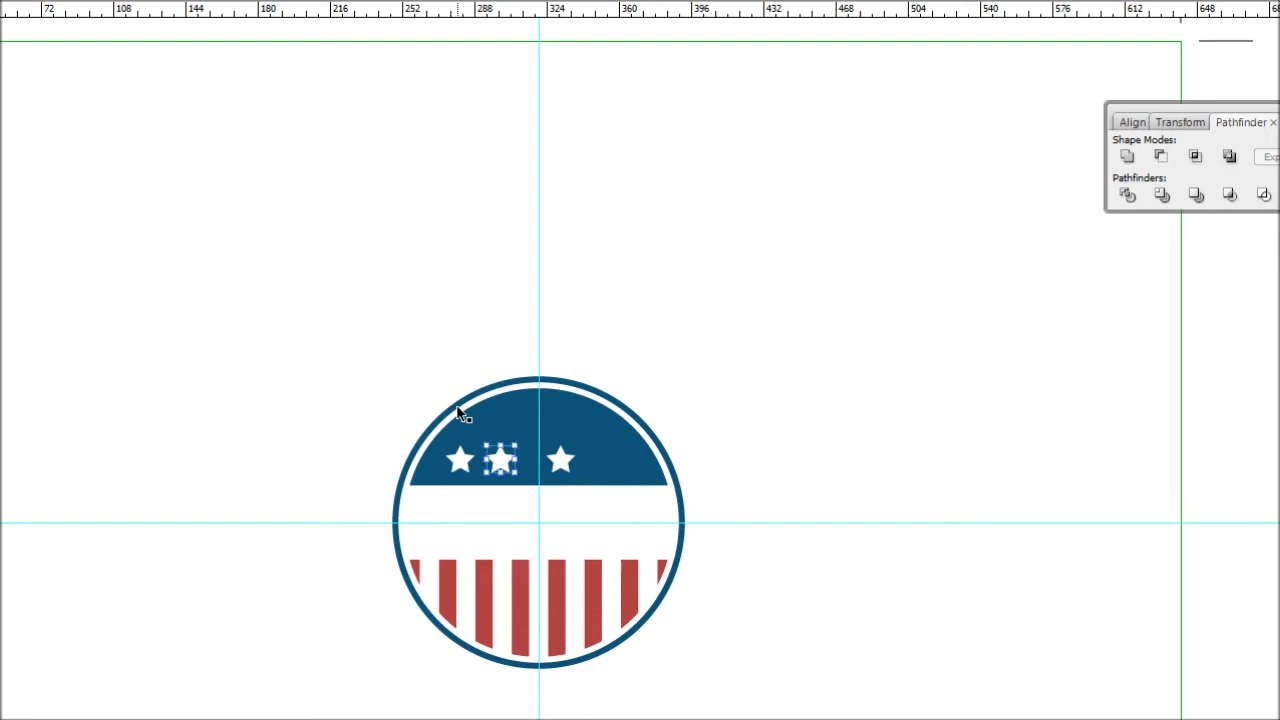 72 108 144 180 216 252 288 324 360 396 432 468 504 540 576 612 648
Align Transform Pathfinder ×
Shape Modes:
Pathfinders: